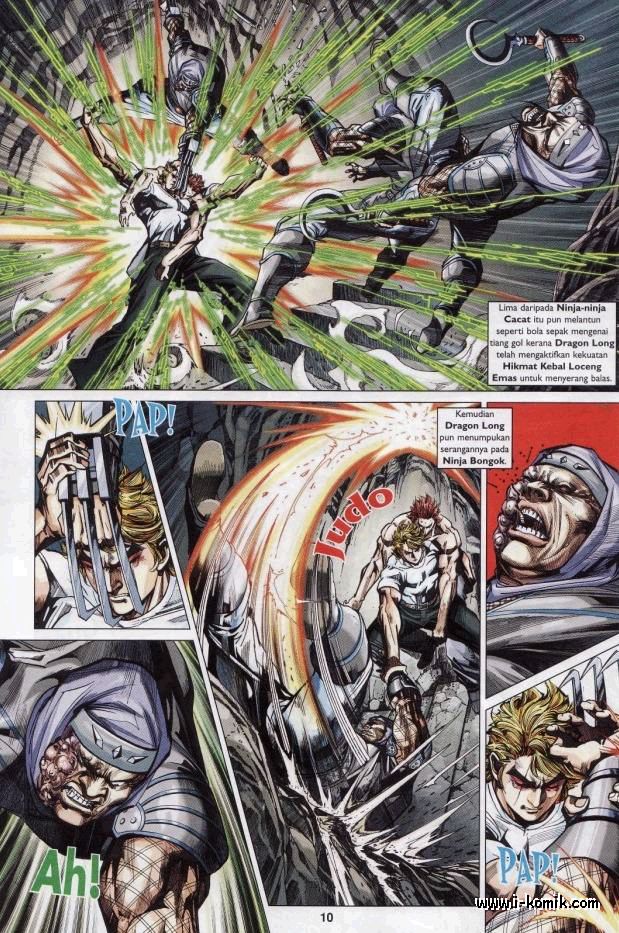 Lima daripada Ninja-ninja
Cacat itu pun melantun
seperti bola sepak mengenai
tiang gol kerana Dragon Long
telah mengaktifkan kekuatan
Hikmat Kebal Loceng
Emas untuk menyerang balas.
PAP!
Kemudian
Dragon Long
pun menumpukan
serangannya pada
Ninja Bongok.
Judo
Ah!
PAP!
10
www.i-komik.com